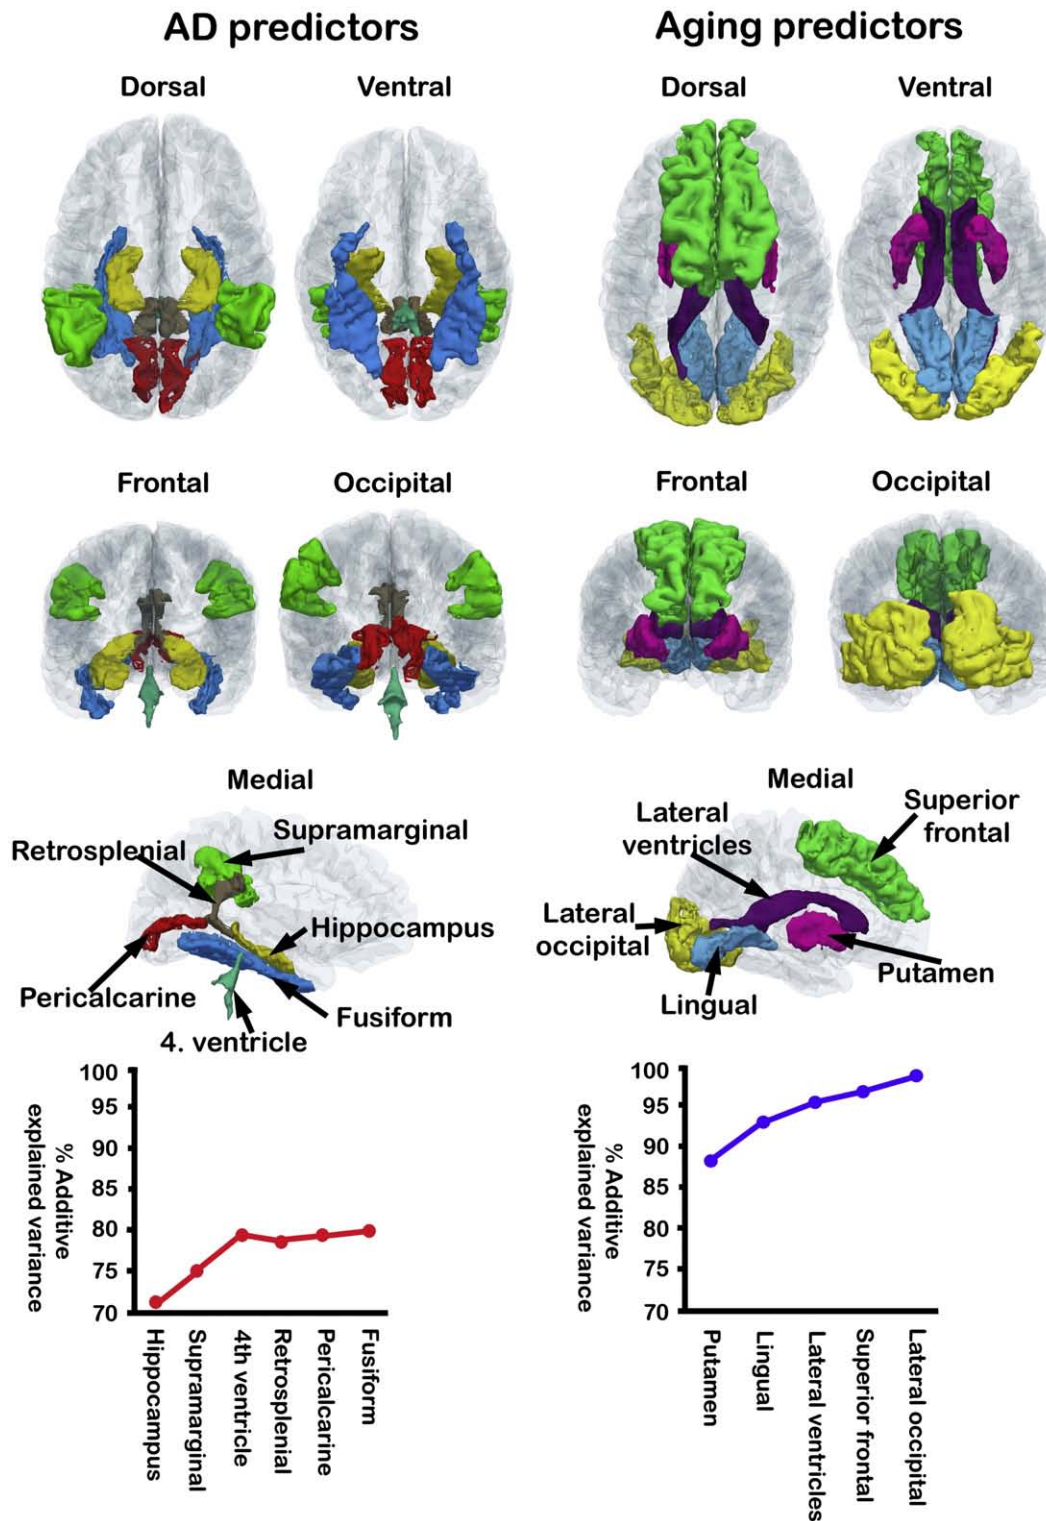 AD predictors
Dorsal
Ventral
Frontal
Occipital
Medial
Retrosplenial
Supramarginal
Hippocampus
Pericalcarine
Fusiform
4. ventricle
% Additive
explained variance
100
95
90
85
80
75
70
Hippocampus
Supramarginal
4th ventricle
Retrosplenial
Pericalcarine
Fusiform
Aging predictors
Dorsal
Ventral
Frontal
Occipital
Medial
Lateral
ventricles
Superior
frontal
Lateral
occipital
Putamen
Lingual
% Additive
explained variance
100
95
90
85
80
75
70
Putamen
Lingual
Lateral ventricles
Superior frontal
Lateral occipital